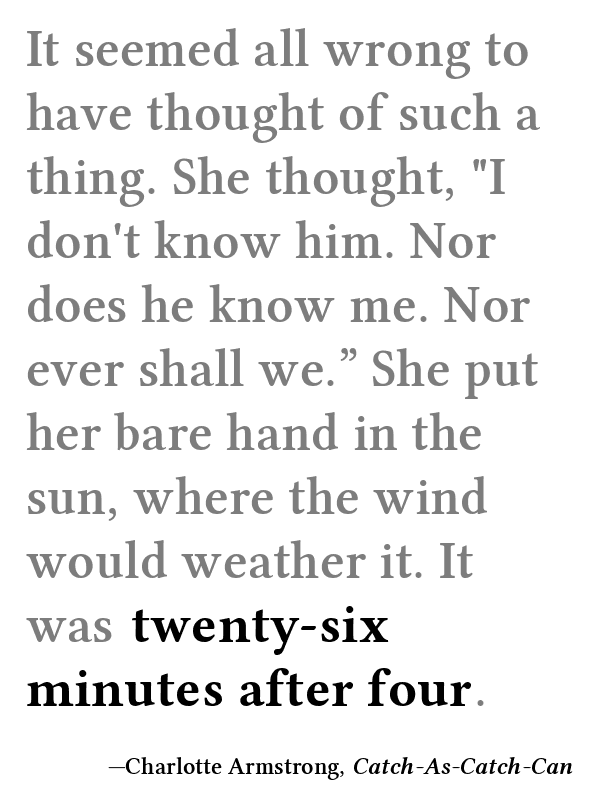 It seemed all wrong to
have thought of such a
thing. She thought, "I
don't know him. Nor
does he know me. Nor
ever shall we.” She put
her bare hand in the
sun, where the wind
would weather it. It
was twenty-six
minutes after four.
—Charlotte Armstrong, Catch-As-Catch-Can